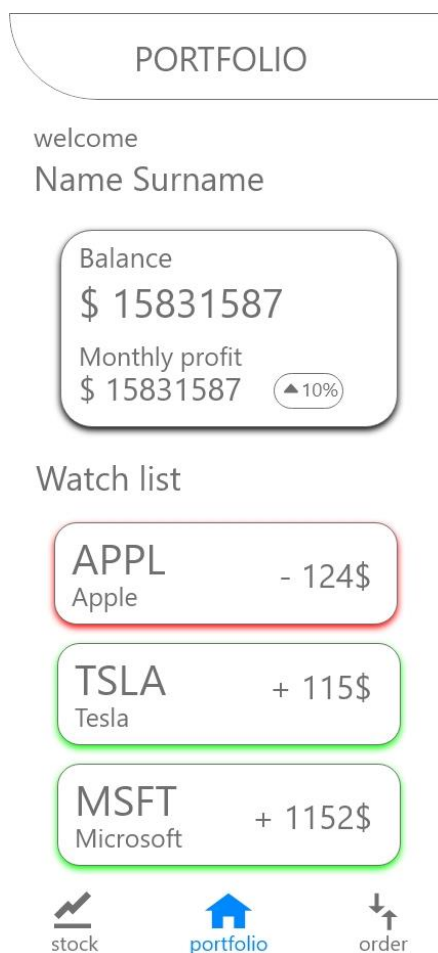 PORTFOLIO
welcome
Name Surname
Balance
$ 15831587
Monthly profit
$ 15831587 10%
Watch list
APPL
Apple
- 124$
TSLA
Tesla
+ 115$
MSFT
Microsoft
+ 1152$
stock portfolio order